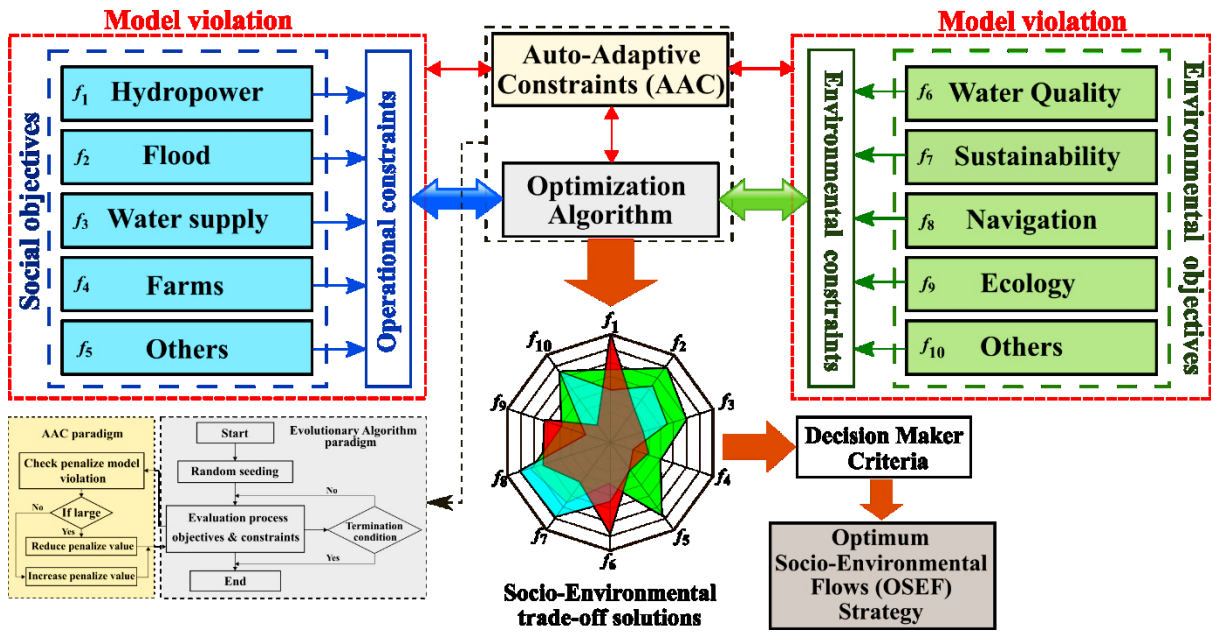 Model violation
Social objectives
f1 Hydropower
f2 Flood
f3 Water supply
f4 Farms
f5 Others
Operational constraints
Auto-Adaptive
Constraints (AAC)
Optimization
Algorithm
Model violation
Environmental constraints
f6 Water Quality
f7 Sustainability
f8 Navigation
f9 Ecology
f10 Others
Environmental objectives
AAC paradigm
Check penalize model
violation
If large
No
Yes
Reduce penalize value
Increase penalize value
Evolutionary Algorithm
paradigm
Start
Random seeding
No
Evaluation process
objectives & constraints
Termination
condition
Yes
End
f1
f2
f3
f4
f5
f6
f7
f8
f9
f10
Socio-Environmental
trade-off solutions
Decision Maker
Criteria
Optimum
Socio-Environmental
Flows (OSEF)
Strategy